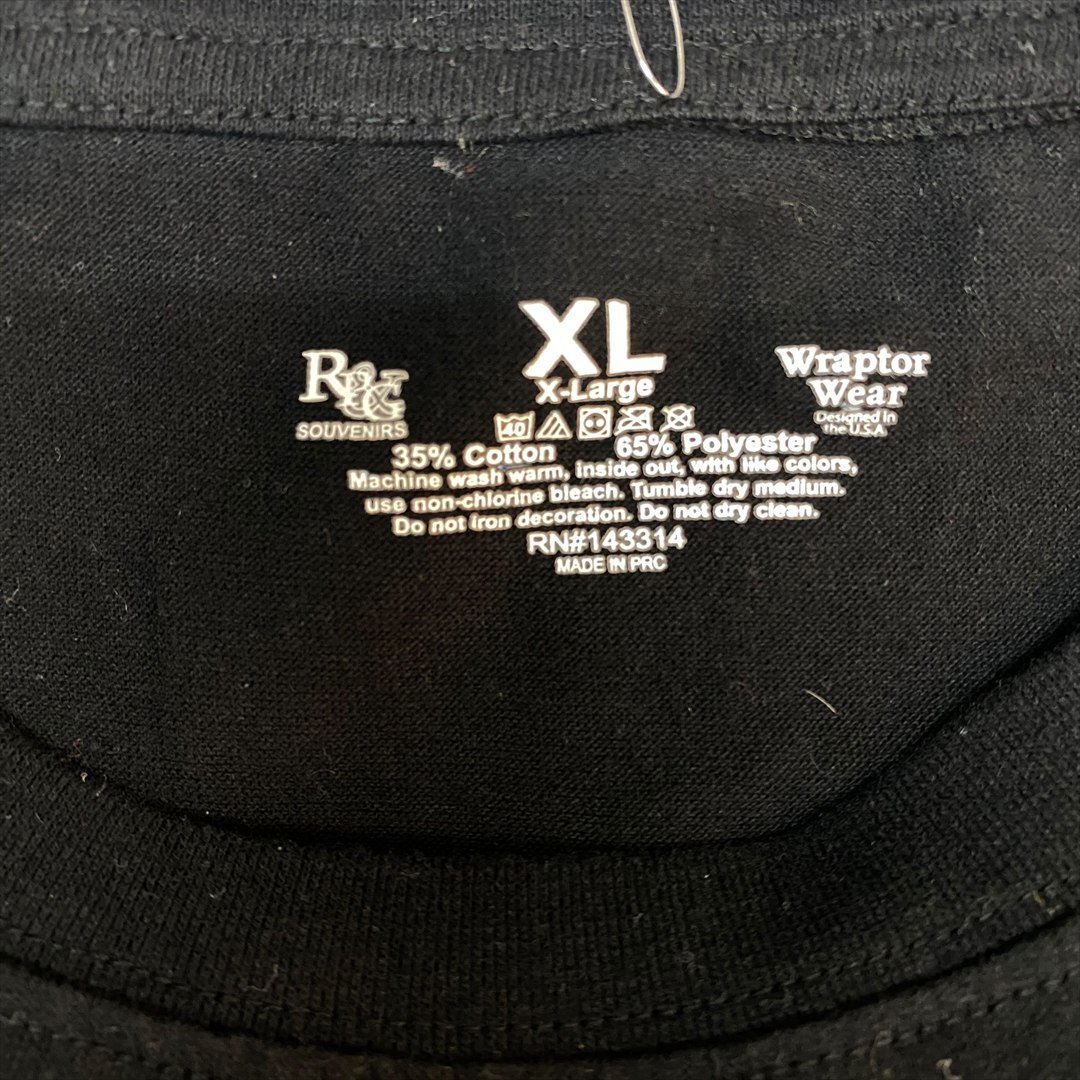 XL
X-Large
SOUVENIRS
Wraptor
Wear
Designed in
the U.S.A.
40
35% Cotton 65% Polyester
Machine wash warm, inside out, with like colors,
use non-chlorine bleach. Tumble dry medium.
Do not iron decoration. Do not dry clean.
RN#143314
MADE IN PRC